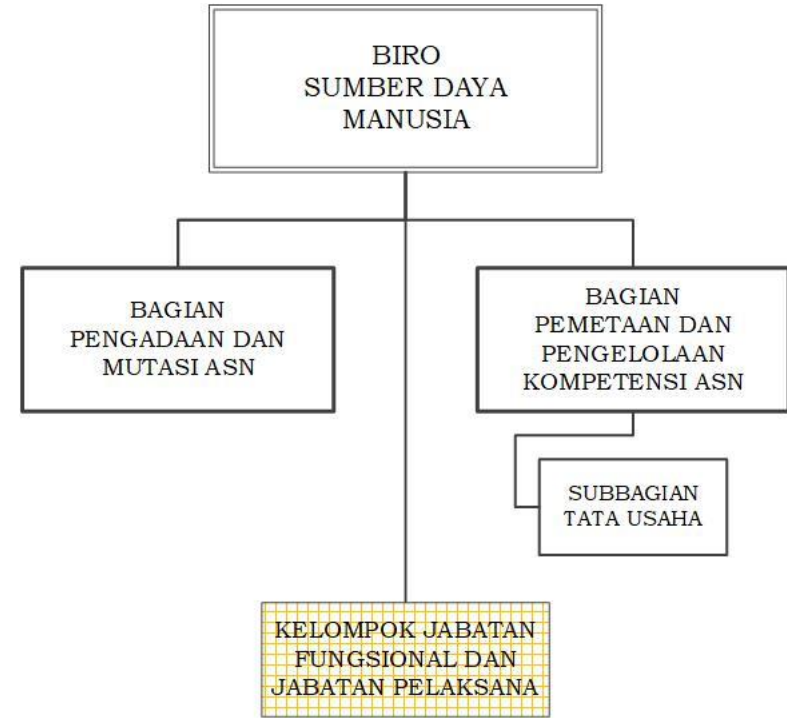 BIRO
SUMBER DAYA
MANUSIA
BAGIAN
PENGADAAN DAN
MUTASI ASN
BAGIAN
PEMETAAN DAN
PENGELOLAAN
KOMPETENSI ASN
SUBBAGIAN
TATA USAHA
KELOMPOK JABATAN
FUNGSIONAL DAN
JABATAN PELAKSANA